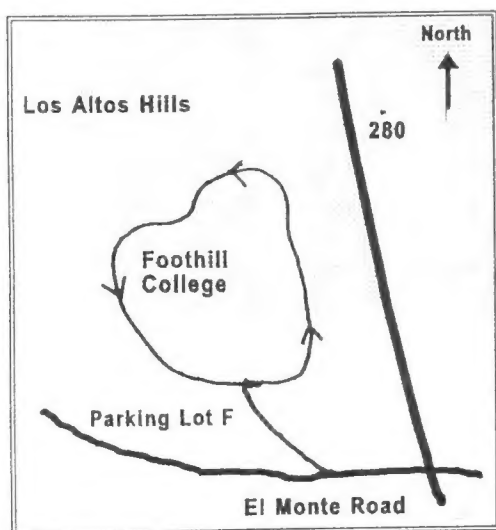 North
Los Altos Hills
280
Foothill
College
Parking Lot F
El Monte Road